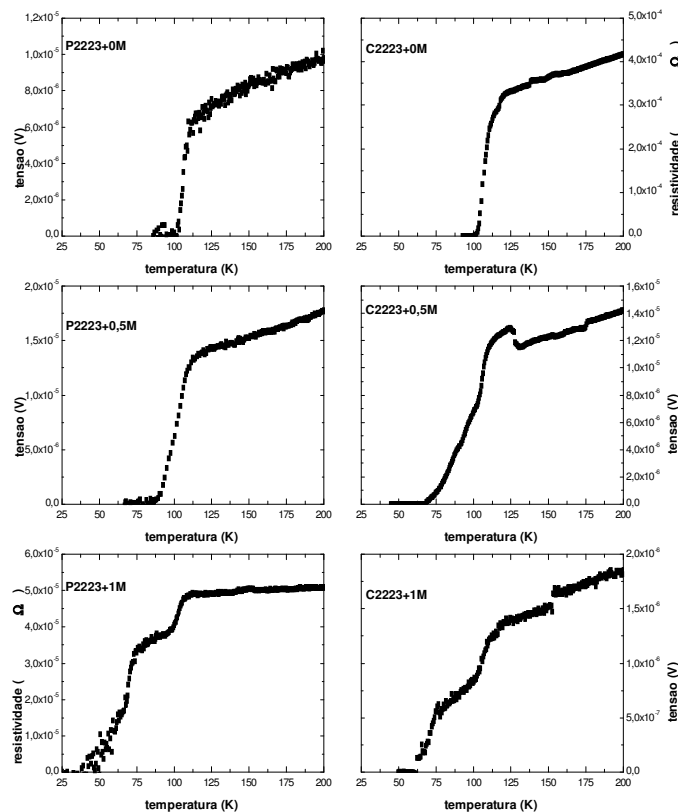 P2223+0M
1,2x10⁻⁵
1,0x10⁻⁵
8,0x10⁻⁶
6,0x10⁻⁶
4,0x10⁻⁶
2,0x10⁻⁶
0,0
tensao (V)
25 50 75 100 125 150 175 200
temperatura (K)
C2223+0M
5,0x10⁻⁴
4,0x10⁻⁴
3,0x10⁻⁴
2,0x10⁻⁴
1,0x10⁻⁴
0,0
resistividade ( Ω )
25 50 75 100 125 150 175 200
temperatura (K)
P2223+0,5M
2,0x10⁻⁵
1,5x10⁻⁵
1,0x10⁻⁵
5,0x10⁻⁶
0,0
tensao (V)
25 50 75 100 125 150 175 200
temperatura (K)
C2223+0,5M
1,6x10⁻⁵
1,4x10⁻⁵
1,2x10⁻⁵
1,0x10⁻⁵
8,0x10⁻⁶
6,0x10⁻⁶
4,0x10⁻⁶
2,0x10⁻⁶
0,0
tensao (V)
25 50 75 100 125 150 175 200
temperatura (K)
P2223+1M
6,0x10⁻⁵
5,0x10⁻⁵
4,0x10⁻⁵
3,0x10⁻⁵
2,0x10⁻⁵
1,0x10⁻⁵
0,0
resistividade ( Ω
25 50 75 100 125 150 175 200
temperatura (K)
C2223+1M
2,0x10⁻⁶
1,5x10⁻⁶
1,0x10⁻⁶
5,0x10⁻⁷
0,0
tensao (V)
25 50 75 100 125 150 175 200
temperatura (K)